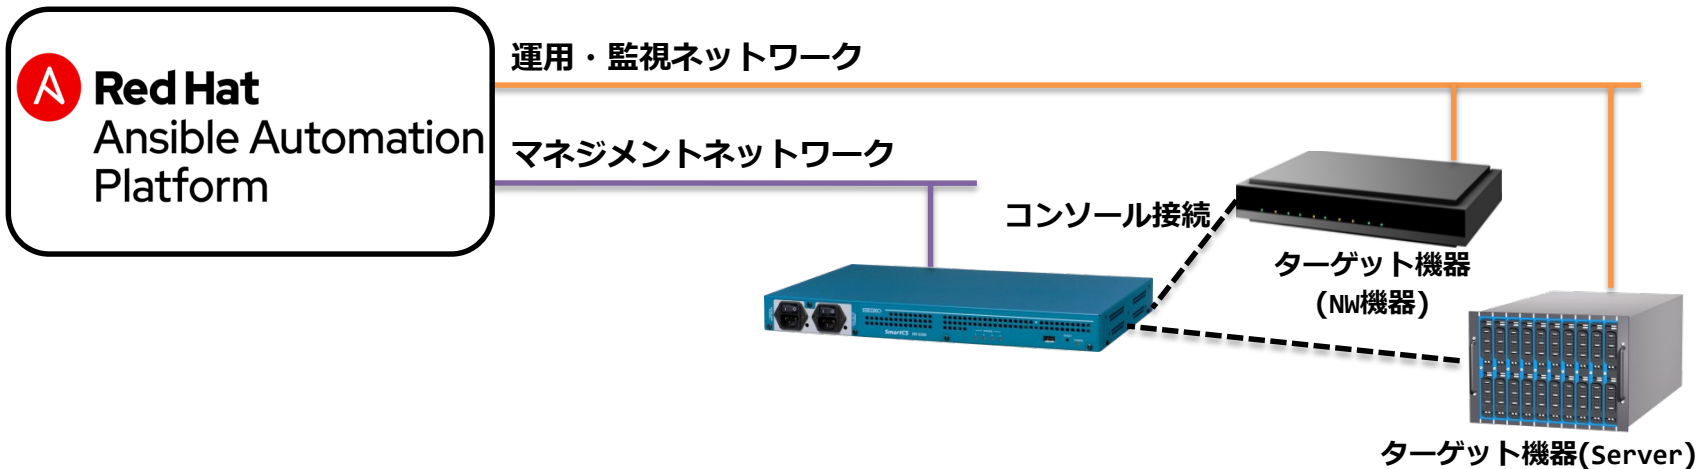 運用・監視ネットワーク
Red Hat
Ansible Automation
Platform
マネジメントネットワーク
コンソール接続
ターゲット機器
(NW機器)
SEIKO
SmartCS
ターゲット機器(Server)